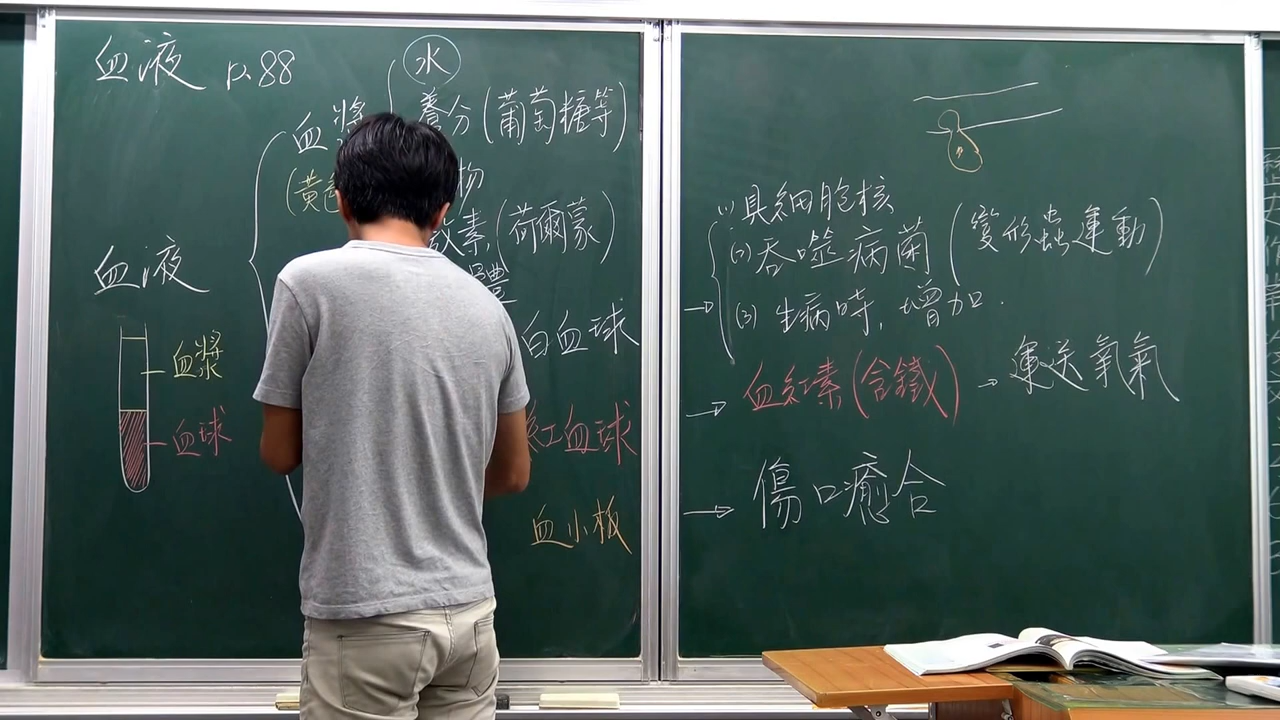 血液 p.88
水
血漿
養分(葡萄糖等)
(黃色
物
素(荷爾蒙)
體
血液
血漿
血球
白血球
紅血球
血小板
(1)具細胞核
(2)吞噬病菌(變形蟲運動)
→(3)生病時,增加.
→血紅素(含鐵)→運送氧氣
→傷口癒合